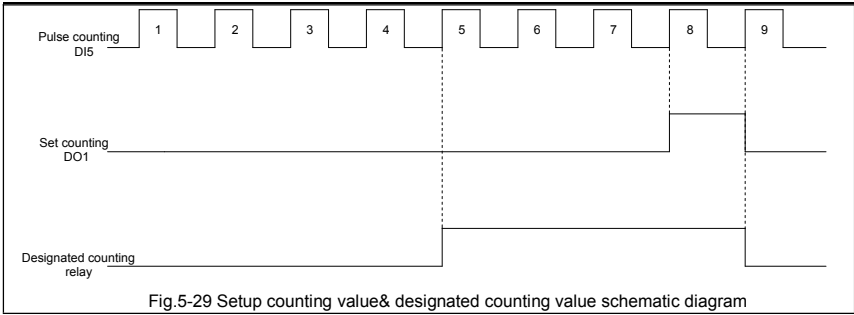 Pulse counting
DI5
1 2 3 4 5 6 7 8 9
Set counting
DO1
Designated counting
relay
Fig.5-29 Setup counting value& designated counting value schematic diagram